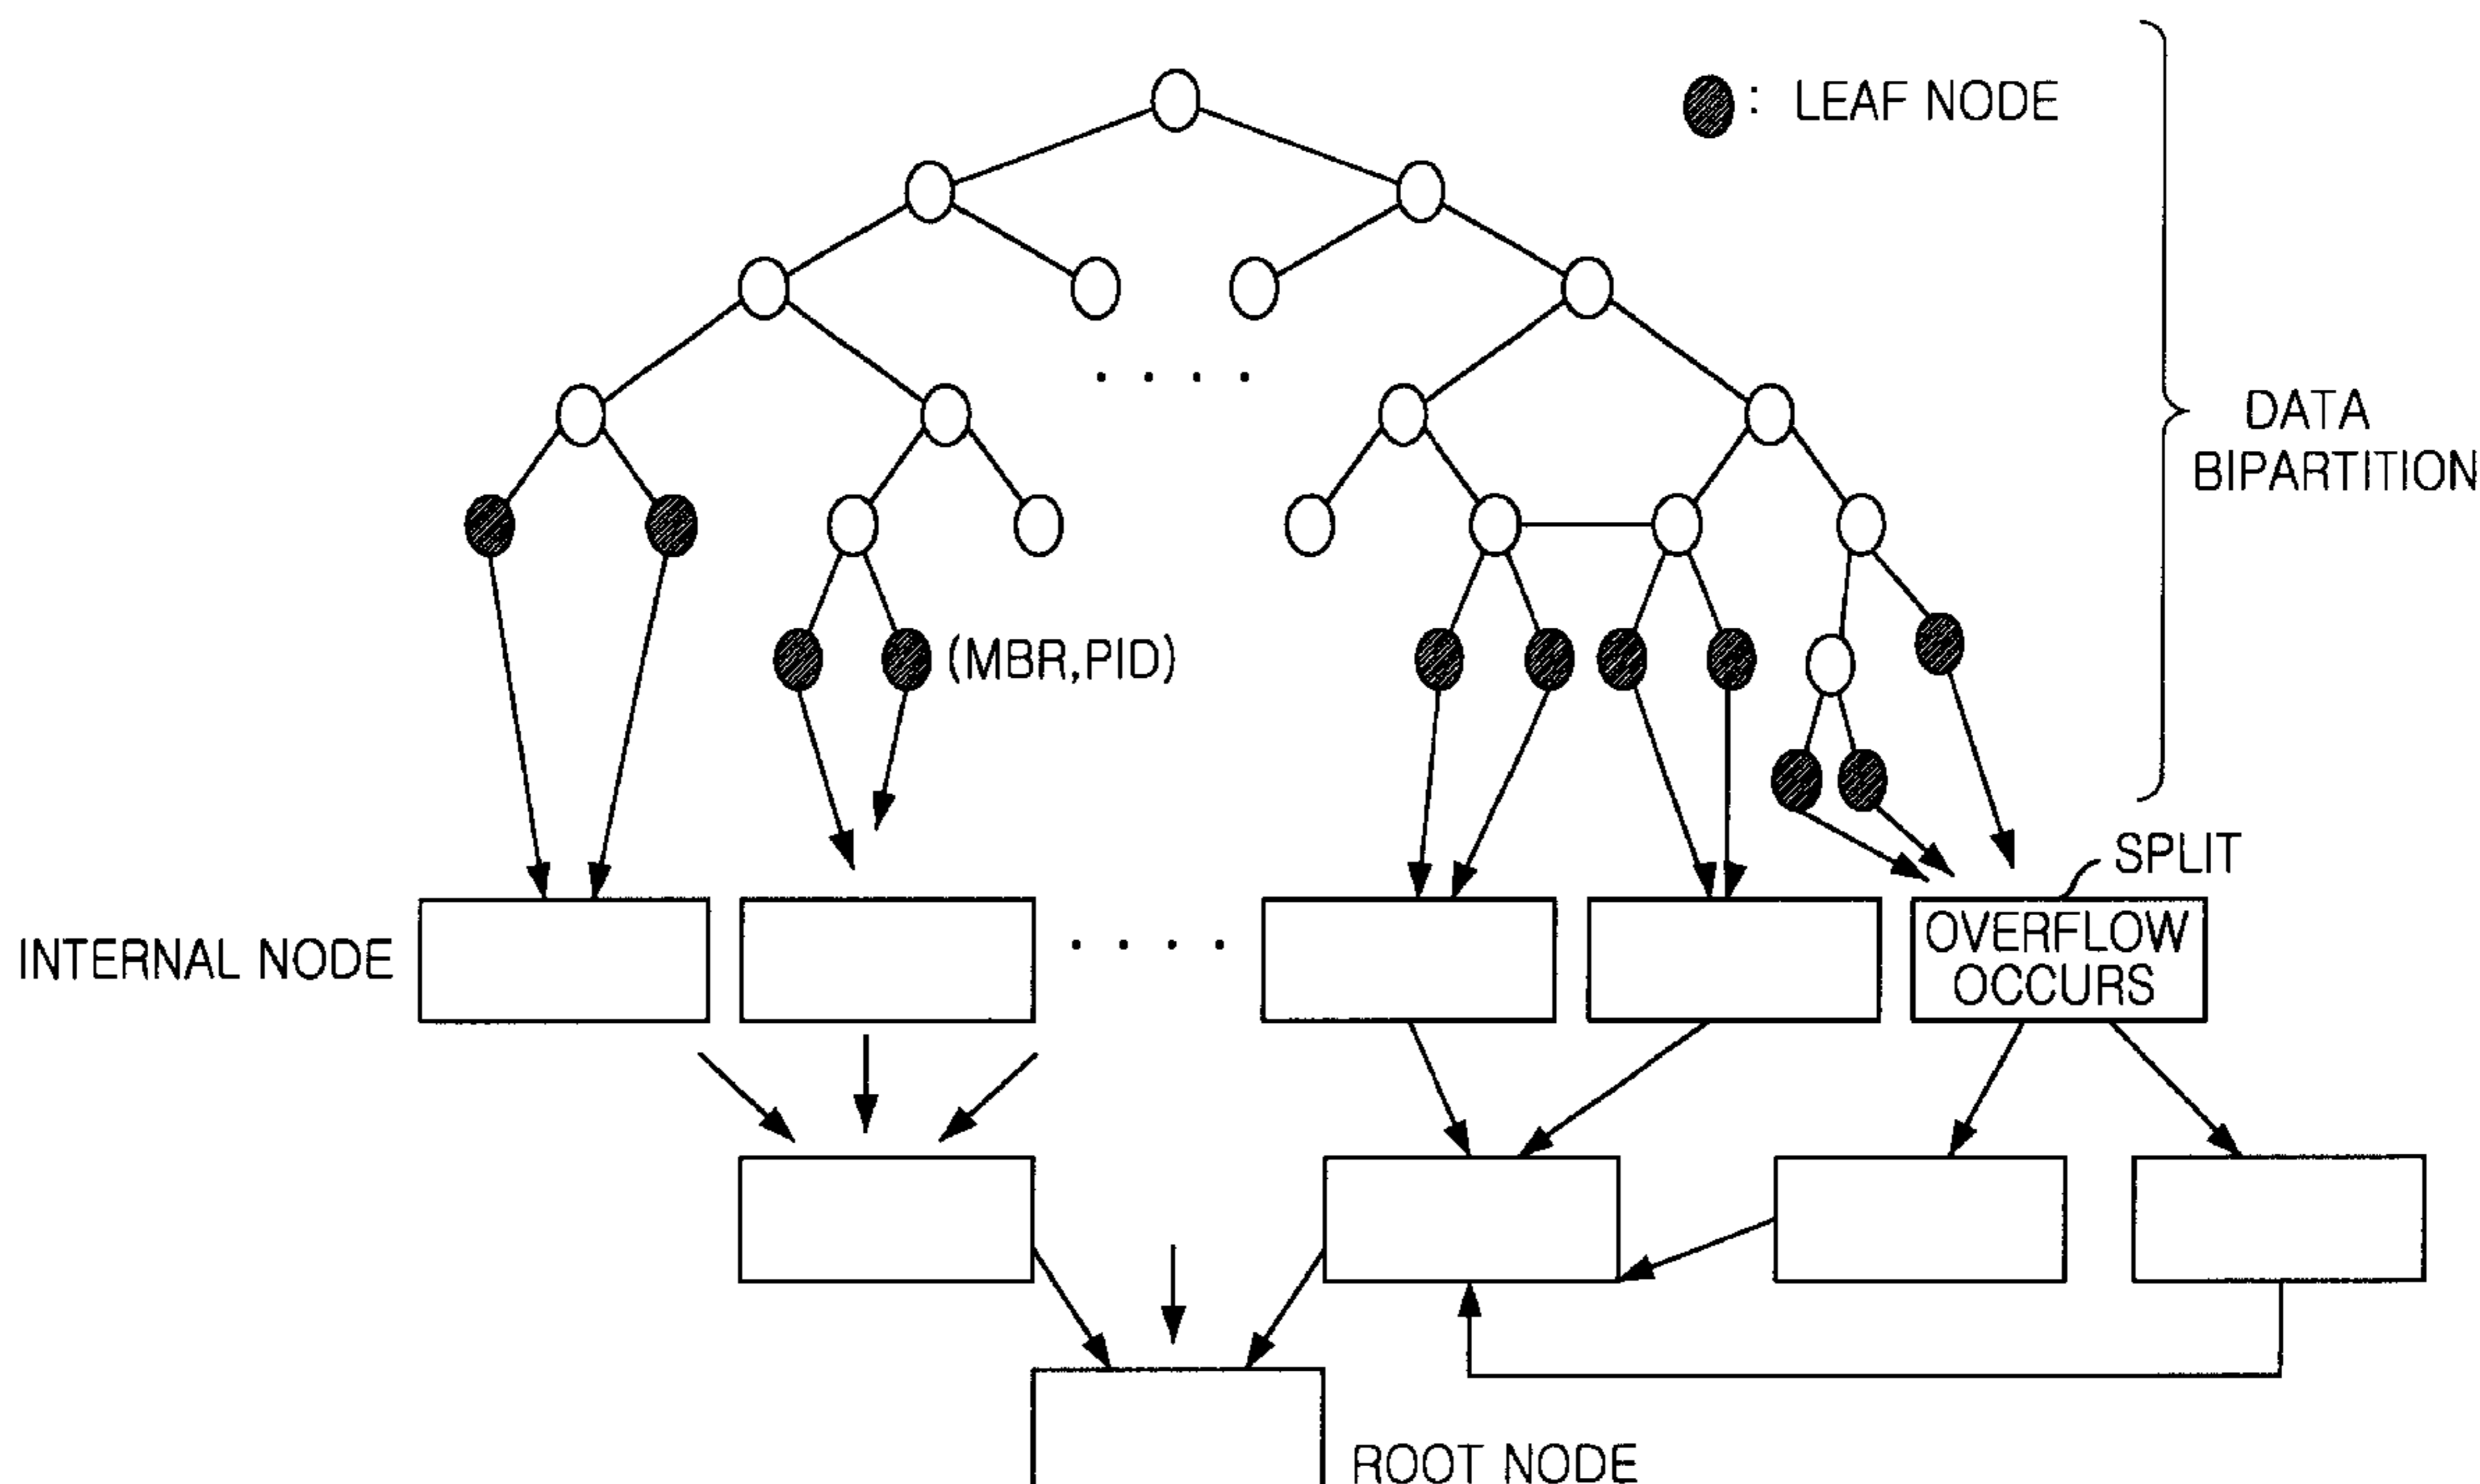 : LEAF NODE
DATA
BIPARTITION
(MBR,PID)
SPLIT
INTERNAL NODE
. . . .
OVERFLOW
OCCURS
ROOT NODE